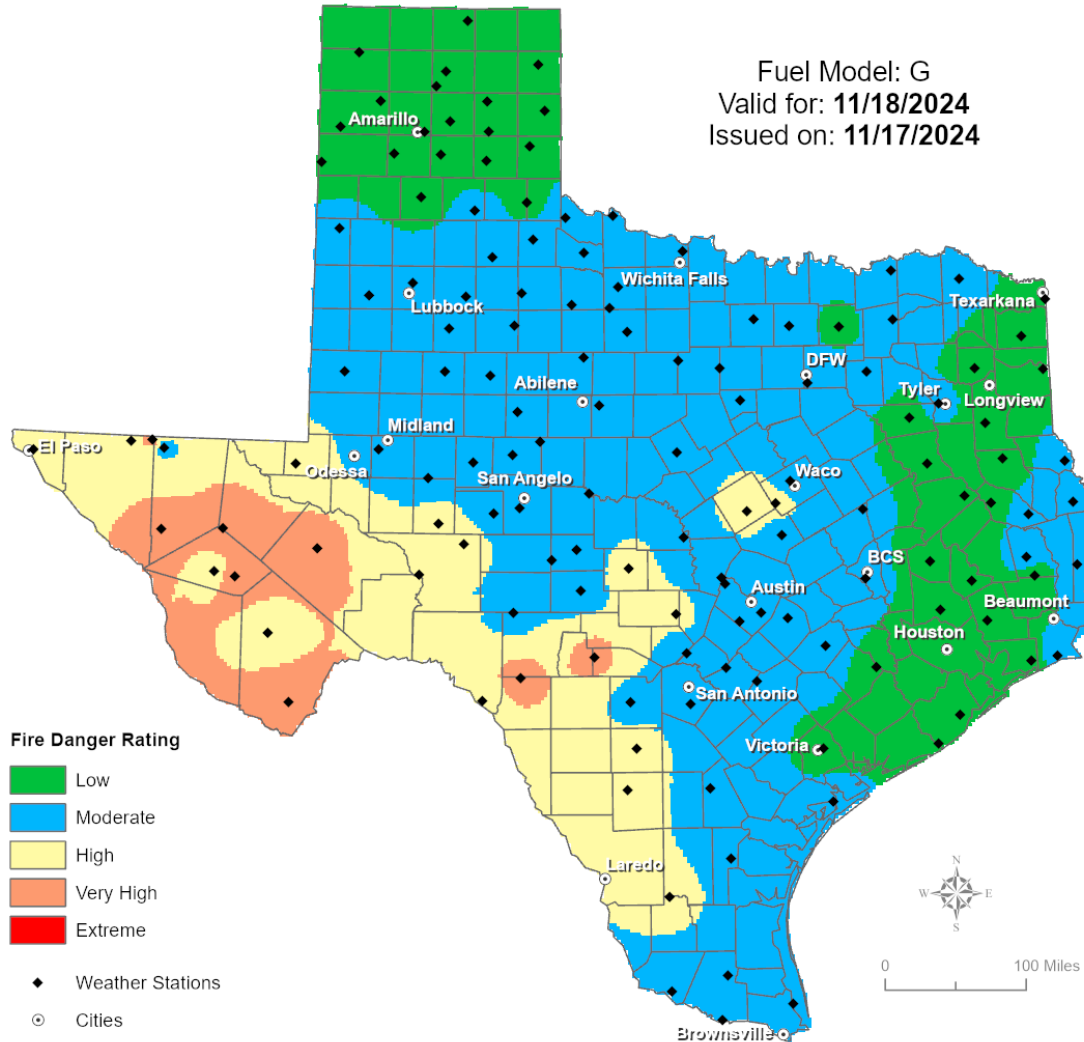 Fuel Model: G
Valid for: 11/18/2024
Issued on: 11/17/2024
Amarillo
Wichita Falls
Lubbock
Texarkana
DFW
Abilene
Tyler
Longview
Midland
El Paso
Odessa
Waco
San Angelo
BCS
Austin
Beaumont
Houston
San Antonio
Victoria
Laredo
Brownsville
Fire Danger Rating
Low
Moderate
High
Very High
Extreme
Weather Stations
Cities
N
W E
S
0 100 Miles